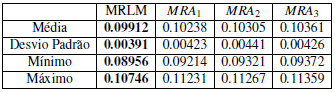 MRLM MRA1 MRA2 MRA3
Média 0.09912 0.10238 0.10305 0.10361
Desvio Padrão 0.00391 0.00423 0.00441 0.00426
Mínimo 0.08956 0.09214 0.09321 0.09372
Máximo 0.10746 0.11231 0.11267 0.11359